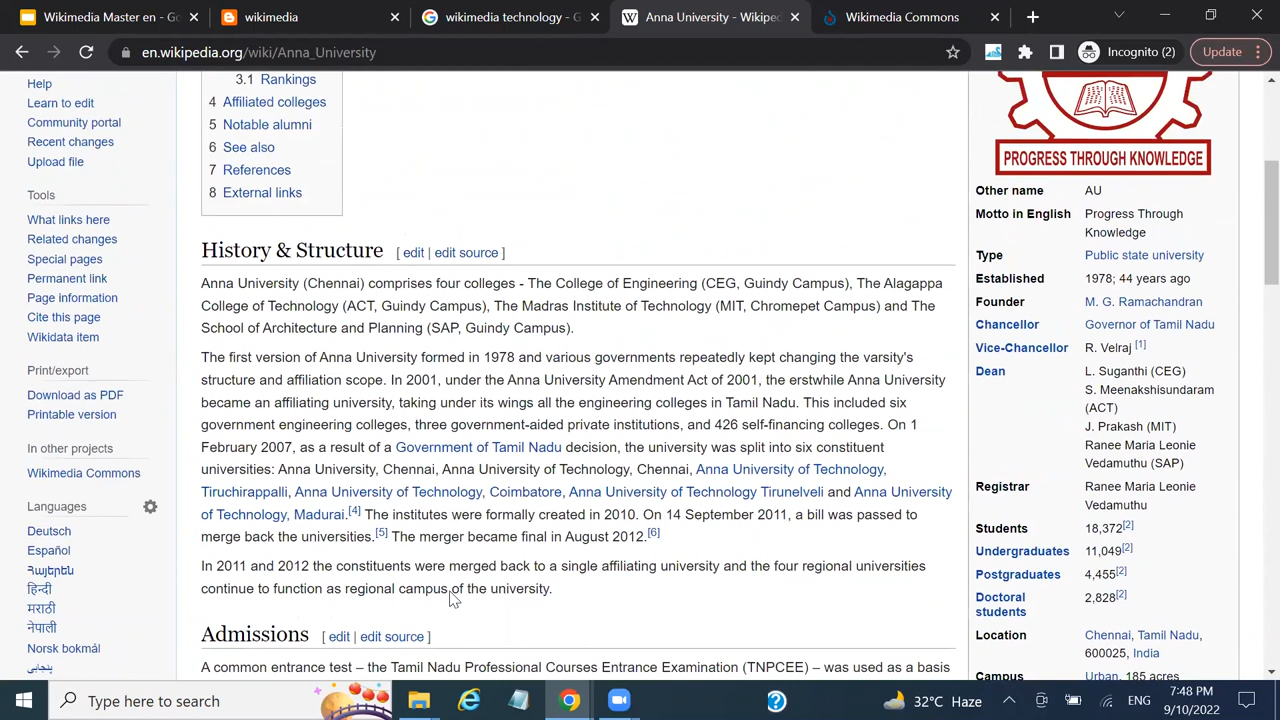 Wikimedia Master en - Go
wikimedia
wikimedia technology - G
Anna University - Wikiped
Wikimedia Commons
en.wikipedia.org/wiki/Anna_University
Incognito (2)
Update
Help
Learn to edit
Community portal
Recent changes
Upload file
Tools
What links here
Related changes
Special pages
Permanent link
Page information
Cite this page
Wikidata item
Print/export
Download as PDF
Printable version
In other projects
Wikimedia Commons
Languages
Deutsch
Español
Հայերեն
हिन्दी
मराठी
नेपाली
Norsk bokmål
3.1 Rankings
4 Affiliated colleges
5 Notable alumni
6 See also
7 References
8 External links
History & Structure [ edit | edit source ]
Anna University (Chennai) comprises four colleges - The College of Engineering (CEG, Guindy Campus), The Alagappa
College of Technology (ACT, Guindy Campus), The Madras Institute of Technology (MIT, Chromepet Campus) and The
School of Architecture and Planning (SAP, Guindy Campus).
The first version of Anna University formed in 1978 and various governments repeatedly kept changing the varsity's
structure and affiliation scope. In 2001, under the Anna University Amendment Act of 2001, the erstwhile Anna University
became an affiliating university, taking under its wings all the engineering colleges in Tamil Nadu. This included six
government engineering colleges, three government-aided private institutions, and 426 self-financing colleges. On 1
February 2007, as a result of a Government of Tamil Nadu decision, the university was split into six constituent
universities: Anna University, Chennai, Anna University of Technology, Chennai, Anna University of Technology,
Tiruchirappalli, Anna University of Technology, Coimbatore, Anna University of Technology Tirunelveli and Anna University
of Technology, Madurai.[4] The institutes were formally created in 2010. On 14 September 2011, a bill was passed to
merge back the universities.[5] The merger became final in August 2012.[6]
In 2011 and 2012 the constituents were merged back to a single affiliating university and the four regional universities
continue to function as regional campus of the university.
Admissions [ edit | edit source ]
A common entrance test – the Tamil Nadu Professional Courses Entrance Examination (TNPCEE) – was used as a basis
PROGRESS THROUGH KNOWLEDGE
Other name AU
Motto in English Progress Through
Knowledge
Type Public state university
Established 1978; 44 years ago
Founder M. G. Ramachandran
Chancellor Governor of Tamil Nadu
Vice-Chancellor R. Velraj [1]
Dean L. Suganthi (CEG)
S. Meenakshisundaram
(ACT)
J. Prakash (MIT)
Ranee Maria Leonie
Vedamuthu (SAP)
Registrar Ranee Maria Leonie
Vedamuthu
Students 18,372[2]
Undergraduates 11,049[2]
Postgraduates 4,455[2]
Doctoral 2,828[2]
students
Location Chennai, Tamil Nadu,
600025, India
Campus Urban, 185 acres
Type here to search
32°C Haze
ENG
7:48 PM
9/10/2022